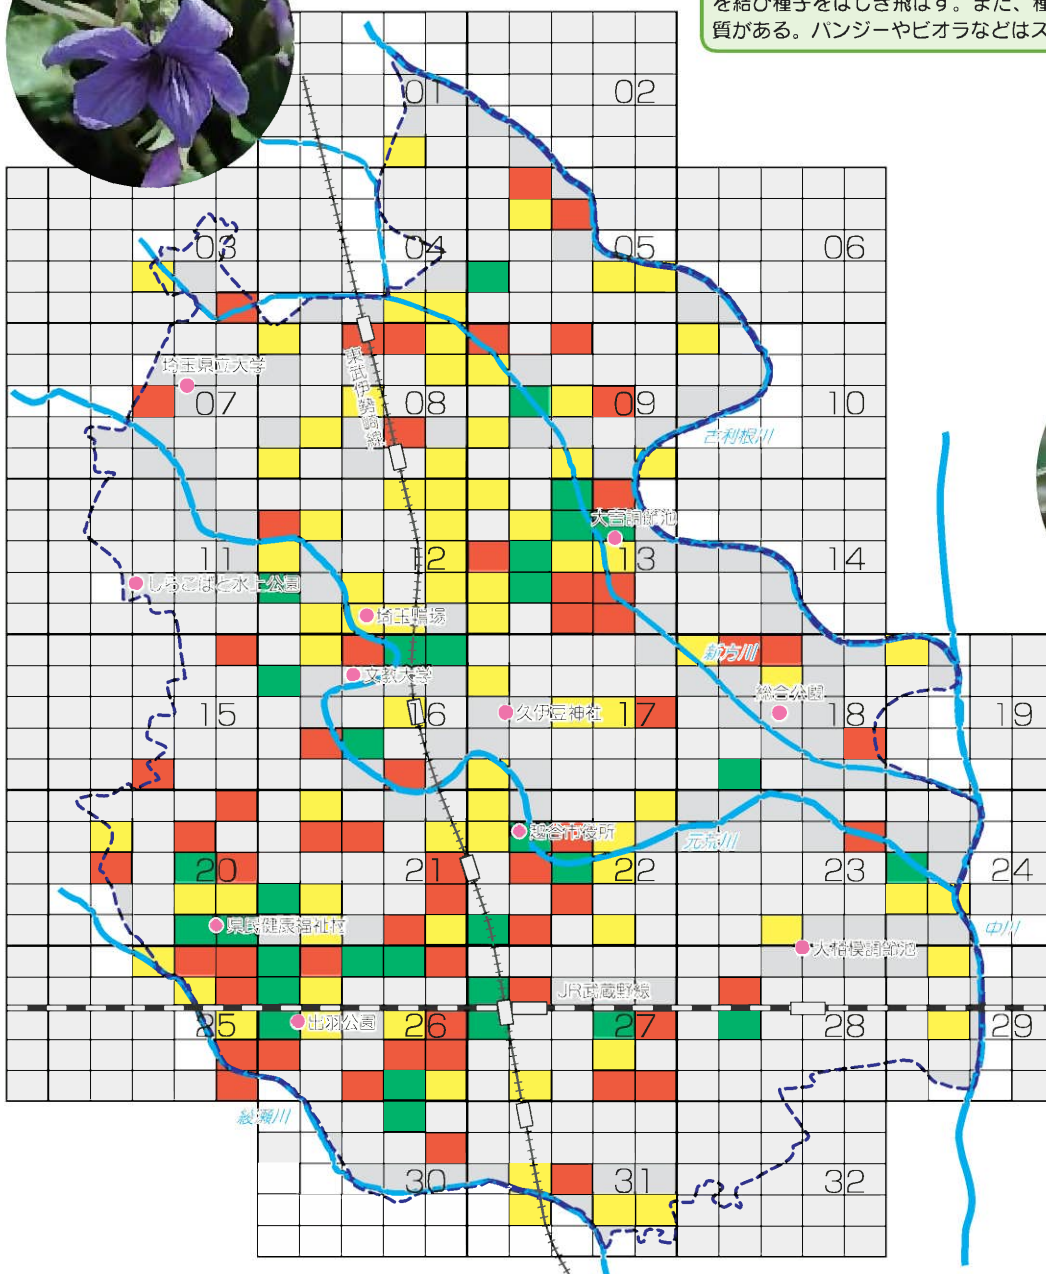 を結び種子をはじき飛ばす。また、種
質がある。パンジーやビオラなどはス
01
02
03
04
05
06
埼玉県立大学
東武伊勢崎線
07
08
09
10
古利根川
大吉調節池
11
12
13
14
しらこばと水上公園
埼玉鴨場
新方川
文教大学
総合公園
15
16
久伊豆神社
17
18
19
越谷市役所
元荒川
20
21
22
23
24
県民健康福祉村
中川
大相模調節池
JR武蔵野線
出羽公園
25
26
27
28
29
綾瀬川
30
31
32